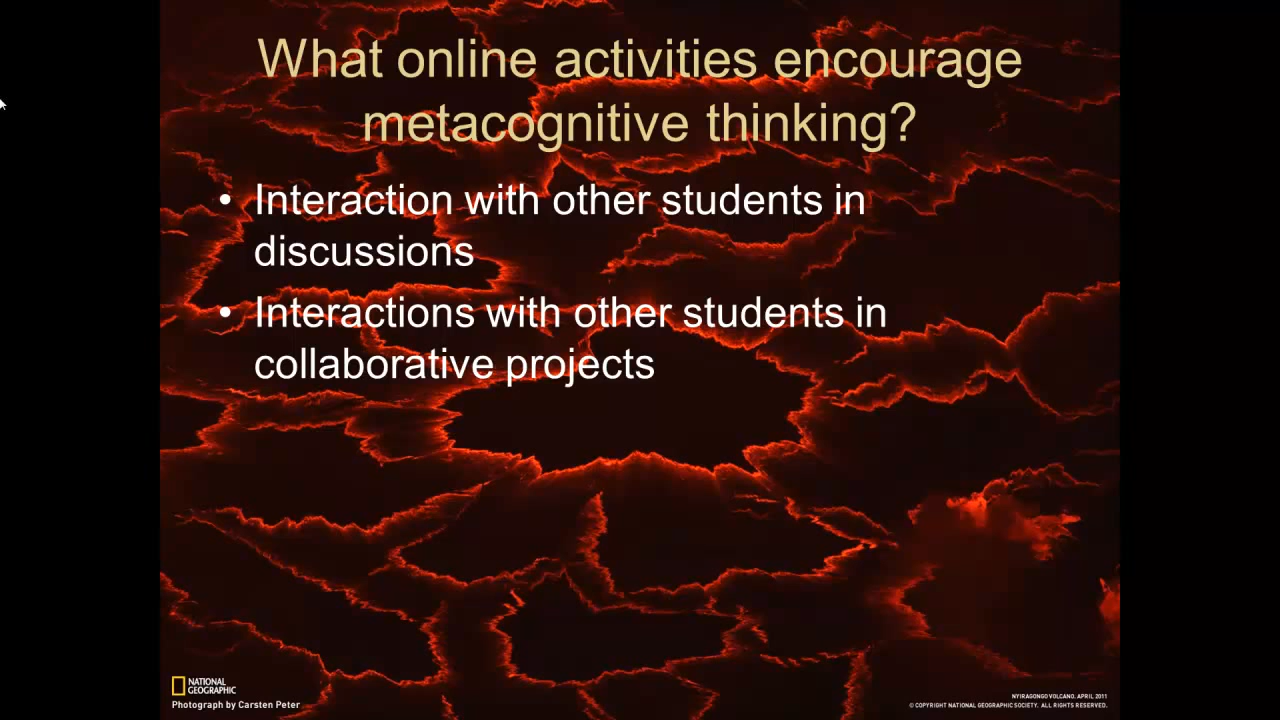 What online activities encourage
metacognitive thinking?
• Interaction with other students in
discussions
• Interactions with other students in
collaborative projects
NATIONAL
GEOGRAPHIC
Photograph by Carsten Peter
NYIRAGONGO VOLCANO, APRIL 2011
© COPYRIGHT NATIONAL GEOGRAPHIC SOCIETY. ALL RIGHTS RESERVED.